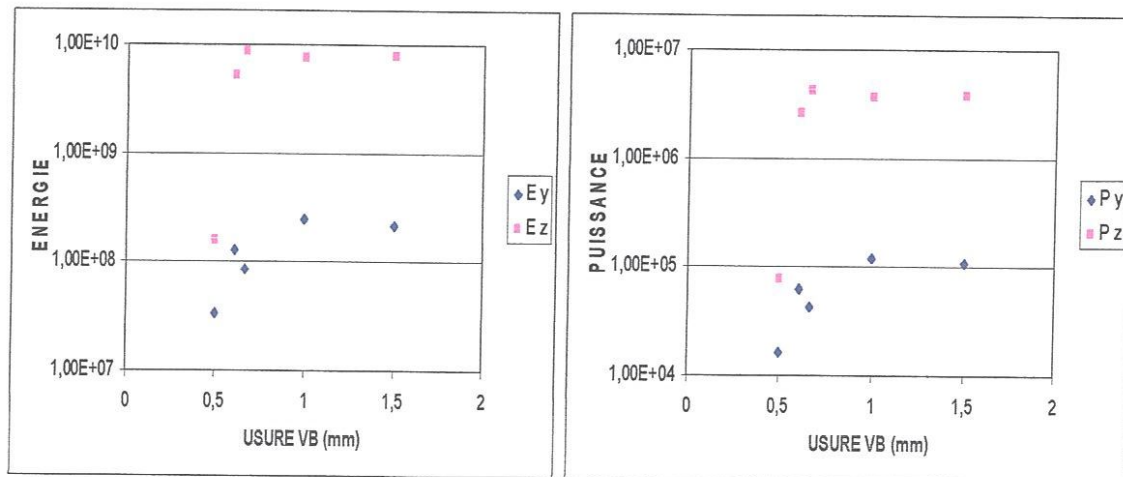 1,00E+10
1,00E+09
1,00E+08
1,00E+07
ENERGIE
0
0,5
1
1,5
2
USURE VB (mm)
Ey
Ez
1,00E+07
1,00E+06
1,00E+05
1,00E+04
PUISSANCE
0
0,5
1
1,5
2
USURE VB (mm)
Py
Pz